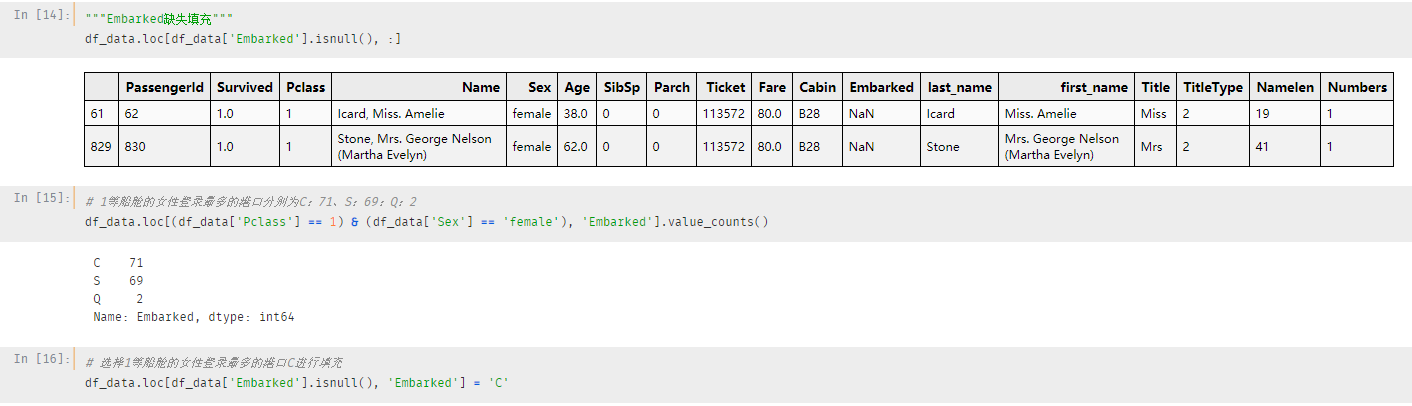 In [14]: """Embarked缺失填充"""
df_data.loc[df_data['Embarked'].isnull(), :]
PassengerId Survived Pclass Name Sex Age SibSp Parch Ticket Fare Cabin Embarked last_name first_name Title TitleType Namelen Numbers
61 62 1.0 1 Icard, Miss. Amelie female 38.0 0 0 113572 80.0 B28 NaN Icard Miss. Amelie Miss 2 19 1
829 830 1.0 1 Stone, Mrs. George Nelson (Martha Evelyn) female 62.0 0 0 113572 80.0 B28 NaN Stone Mrs. George Nelson (Martha Evelyn) Mrs 2 41 1
In [15]: # 1等船舱的女性登录最多的港口分别为C：71、S：69；Q：2
df_data.loc[(df_data['Pclass'] == 1) & (df_data['Sex'] == 'female'), 'Embarked'].value_counts()
C 71
S 69
Q 2
Name: Embarked, dtype: int64
In [16]: # 选择1等船舱的女性登录最多的港口C进行填充
df_data.loc[df_data['Embarked'].isnull(), 'Embarked'] = 'C'